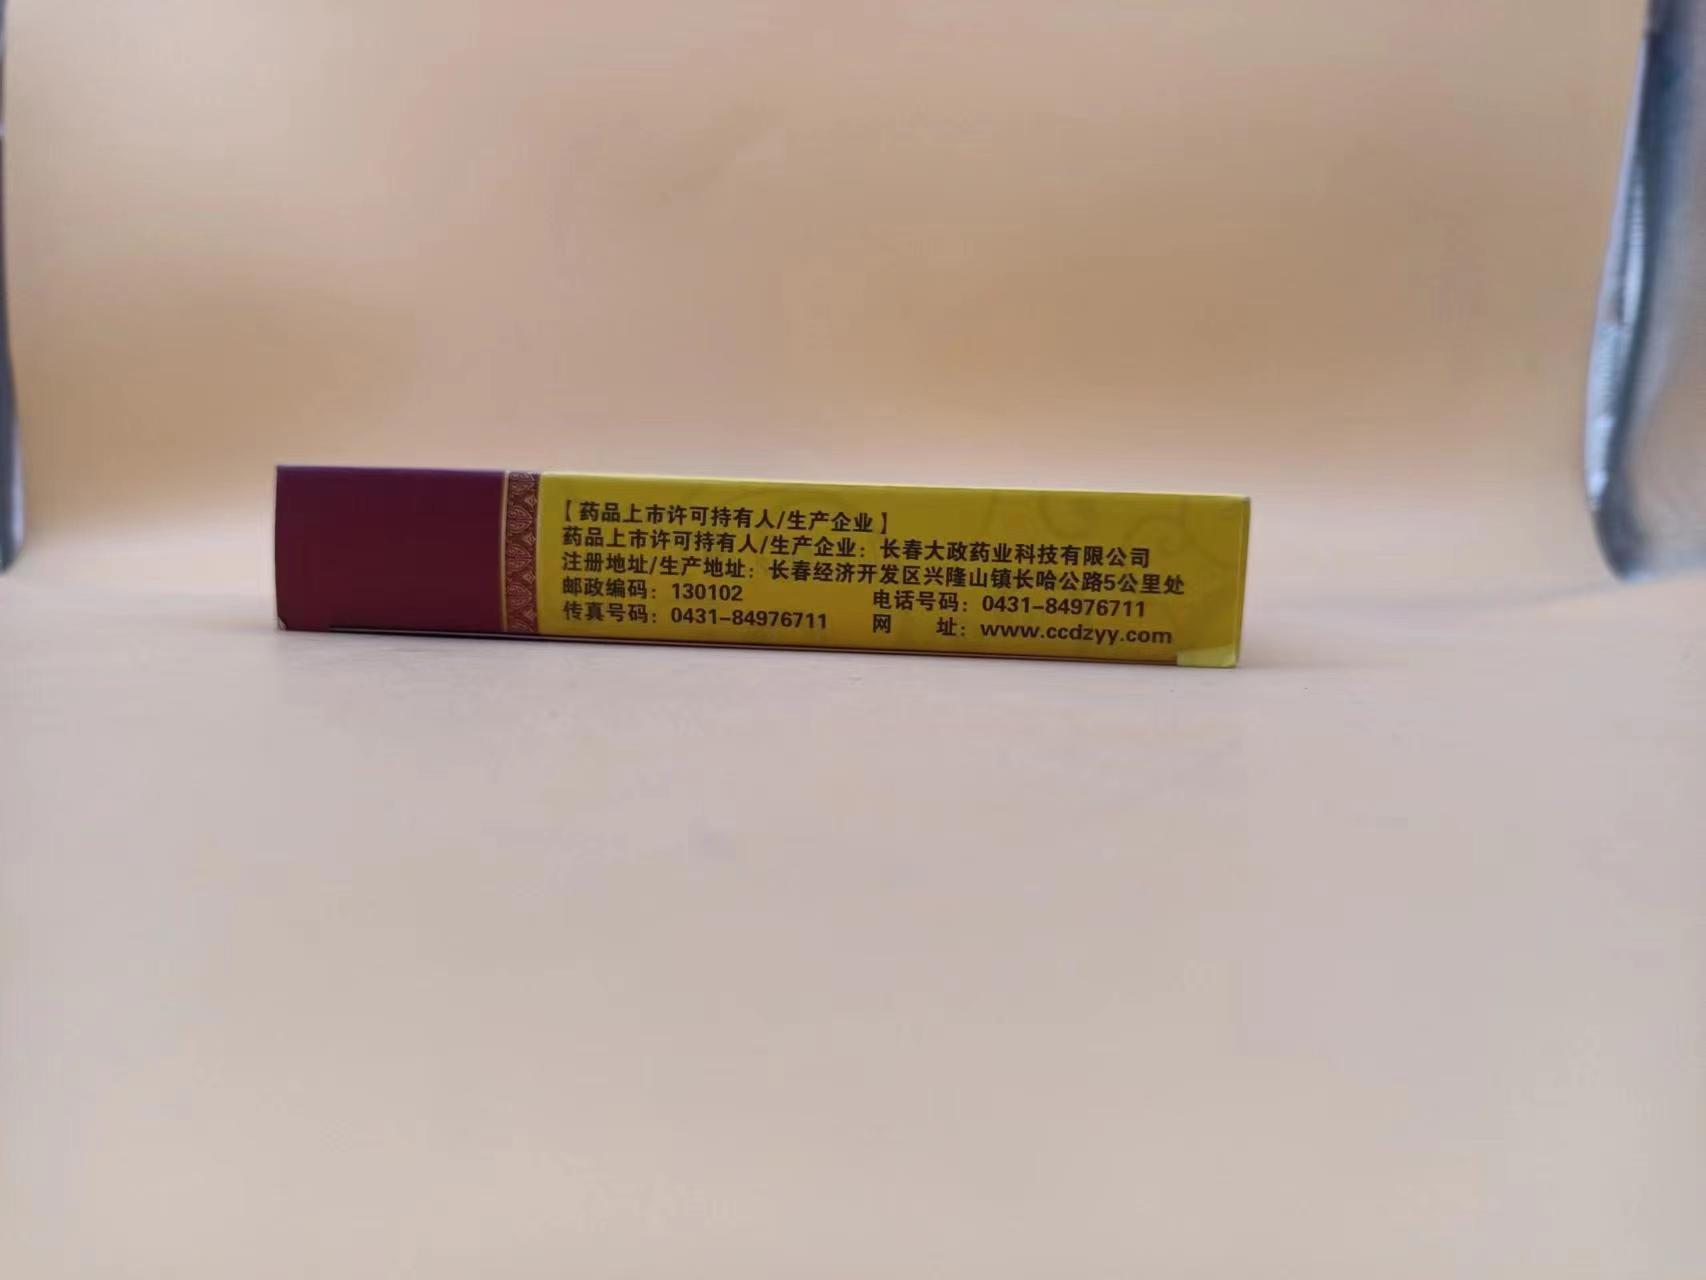 【药品上市许可持有人/生产企业】
药品上市许可持有人/生产企业：长春大政药业科技有限公司
注册地址/生产地址：长春经济开发区兴隆山镇长哈公路5公里处
邮政编码：130102 电话号码：0431-84976711
传真号码：0431-84976711 网 址：www.ccdzyy.com